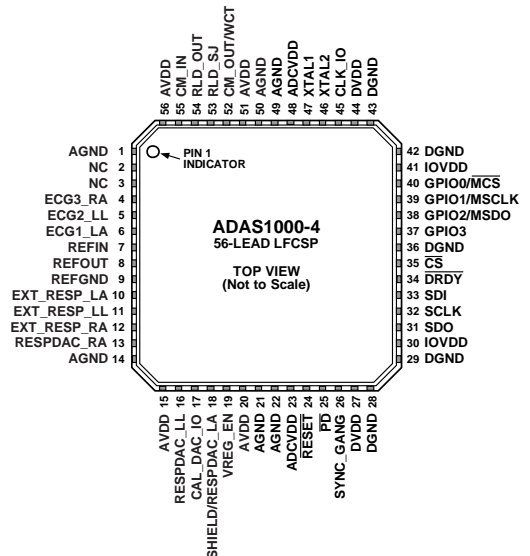 56 AVDD
55 CM_IN
54 RLD_OUT
53 RLD_SJ
52 CM_OUT/WCT
51 AVDD
50 AGND
49 AGND
48 ADCVDD
47 XTAL1
46 XTAL2
45 CLK_IO
44 DVDD
43 DGND
AGND 1
NC 2
NC 3
ECG3_RA 4
ECG2_LL 5
ECG1_LA 6
REFIN 7
REFOUT 8
REFGND 9
EXT_RESP_LA 10
EXT_RESP_LL 11
EXT_RESP_RA 12
RESPDAC_RA 13
AGND 14
PIN 1
INDICATOR
ADAS1000-4
56-LEAD LFCSP
TOP VIEW
(Not to Scale)
42 DGND
41 IOVDD
40 GPIO0/MCS
39 GPIO1/MSCLK
38 GPIO2/MSDO
37 GPIO3
36 DGND
35 CS
34 DRDY
33 SDI
32 SCLK
31 SDO
30 IOVDD
29 DGND
AVDD 15
RESPDAC_LL 16
CAL_DAC_IO 17
SHIELD/RESPDAC_LA 18
VREG_EN 19
AVDD 20
AGND 21
AGND 22
ADCVDD 23
RESET 24
PD 25
SYNC_GANG 26
DVDD 27
DGND 28